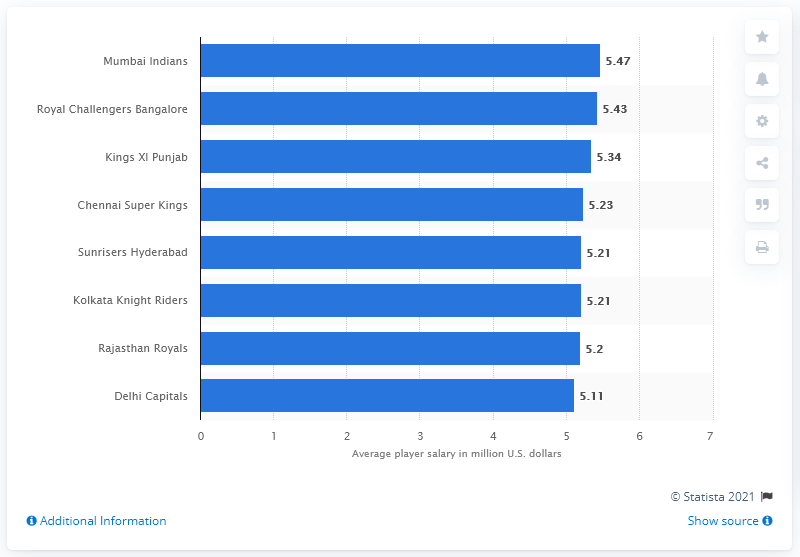 Mumbai Indians 5.47
Royal Challengers Bangalore 5.43
Kings XI Punjab 5.34
Chennai Super Kings 5.23
Sunrisers Hyderabad 5.21
Kolkata Knight Riders 5.21
Rajasthan Royals 5.2
Delhi Capitals 5.11
0 1 2 3 4 5 6 7
Average player salary in million U.S. dollars
© Statista 2021
Additional Information Show source